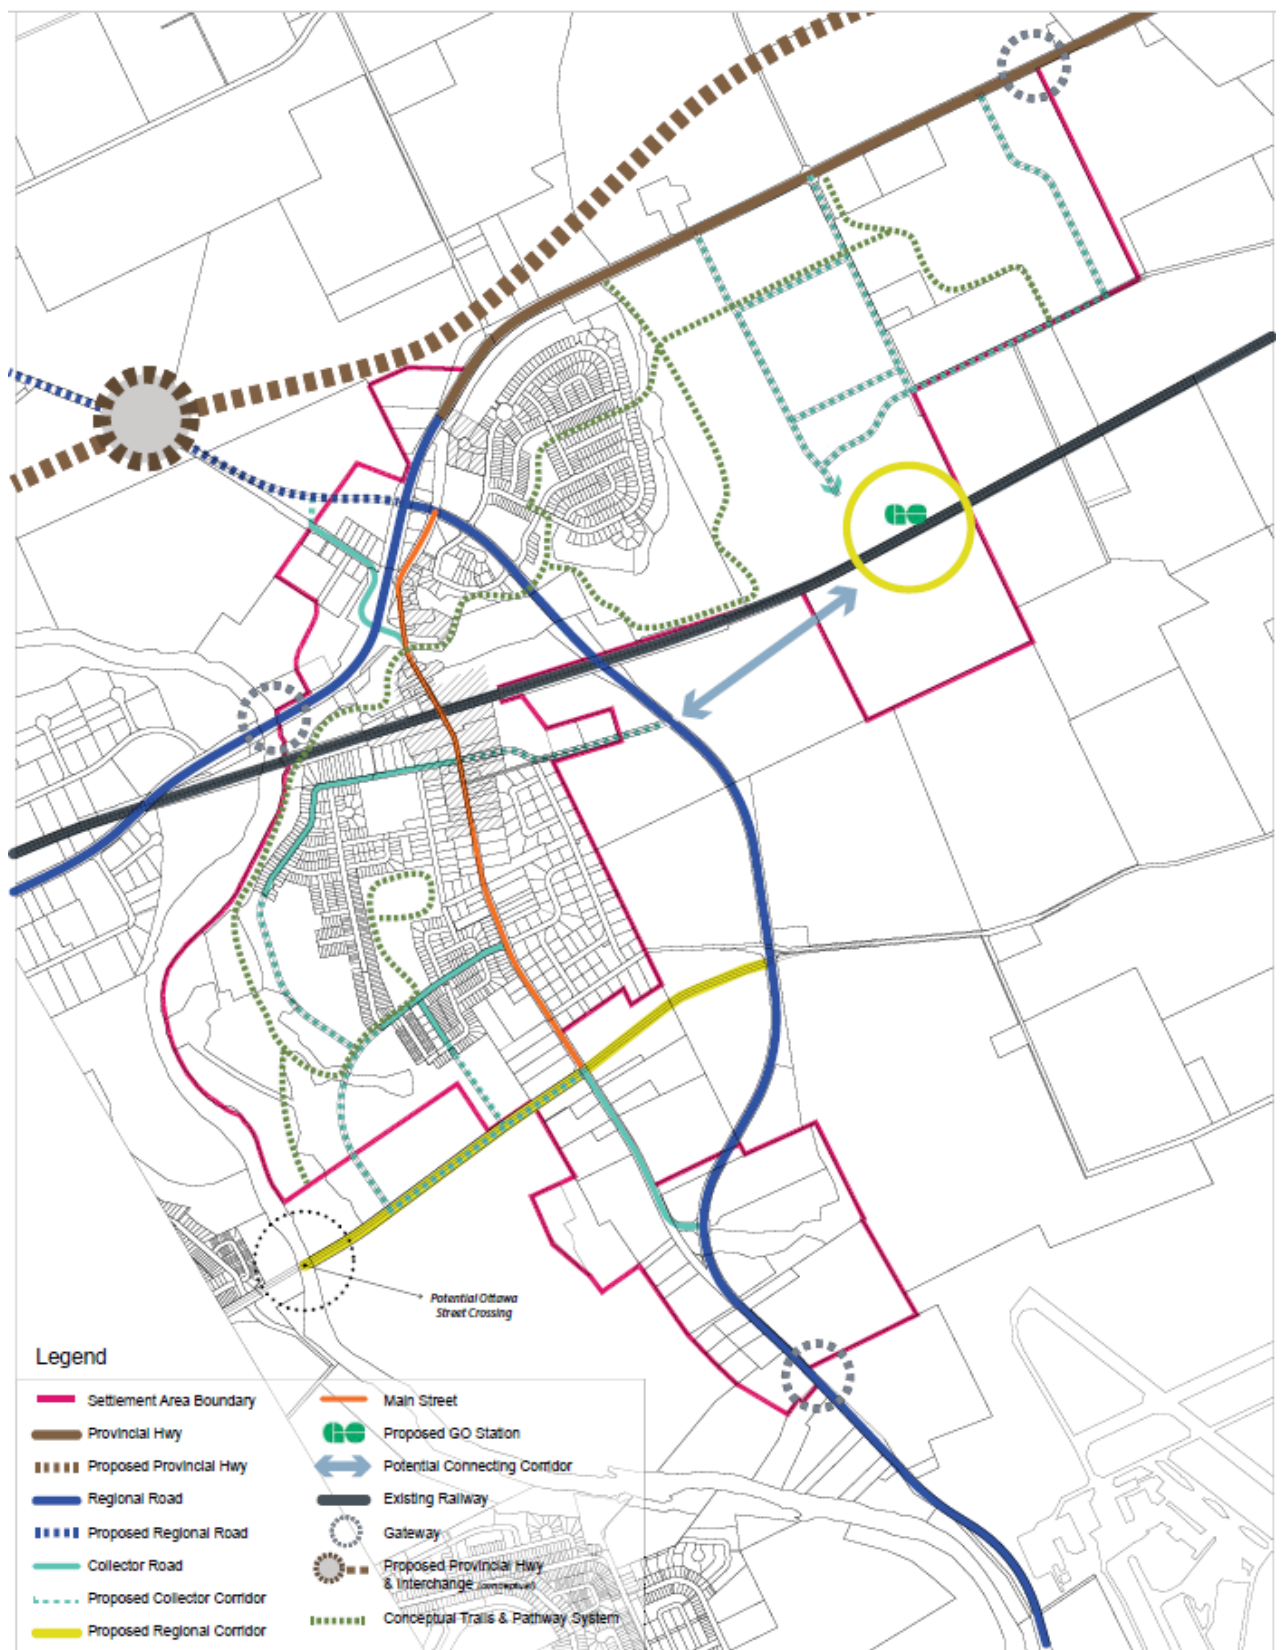 Potential Ottawa
Street Crossing
Legend
Settlement Area Boundary
Provincial Hwy
Proposed Provincial Hwy
Regional Road
Proposed Regional Road
Collector Road
Proposed Collector Corridor
Proposed Regional Corridor
Main Street
Proposed GO Station
Potential Connecting Corridor
Existing Railway
Gateway
Proposed Provincial Hwy
& Interchange (conceptual)
Conceptual Trails & Pathway System